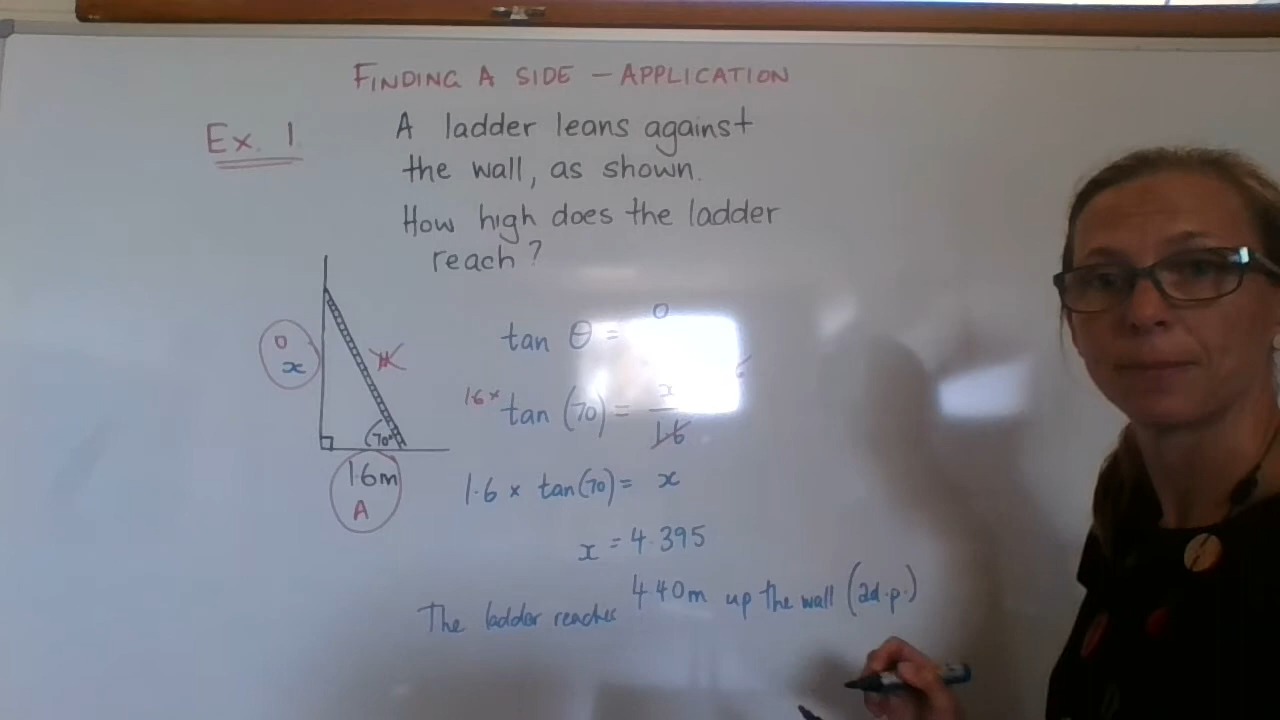 FINDING A SIDE – APPLICATION
Ex. 1
A ladder leans against
the wall, as shown.
How high does the ladder
reach?
O
x
H
70°
1.6m
A
tan θ = O
1.6× tan (70) = x / 1.6
1.6 × tan(70) = x
x = 4.395
The ladder reaches 4.40m up the wall (2d.p.)